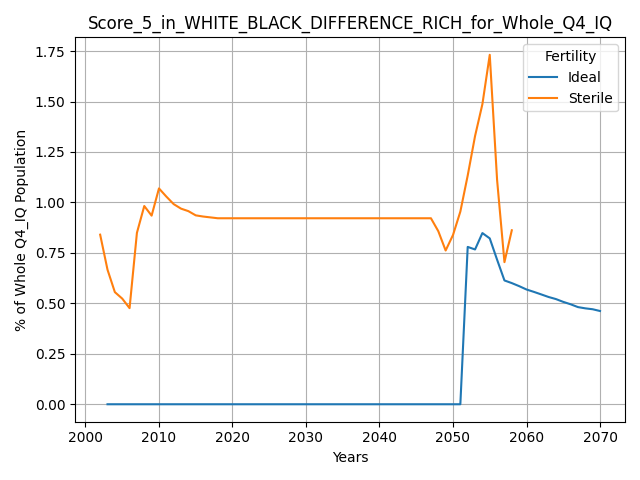 Score_5_in_WHITE_BLACK_DIFFERENCE_RICH_for_Whole_Q4_IQ
Fertility
Ideal
Sterile
% of Whole Q4_IQ Population
1.75
1.50
1.25
1.00
0.75
0.50
0.25
0.00
2000 2010 2020 2030 2040 2050 2060 2070
Years